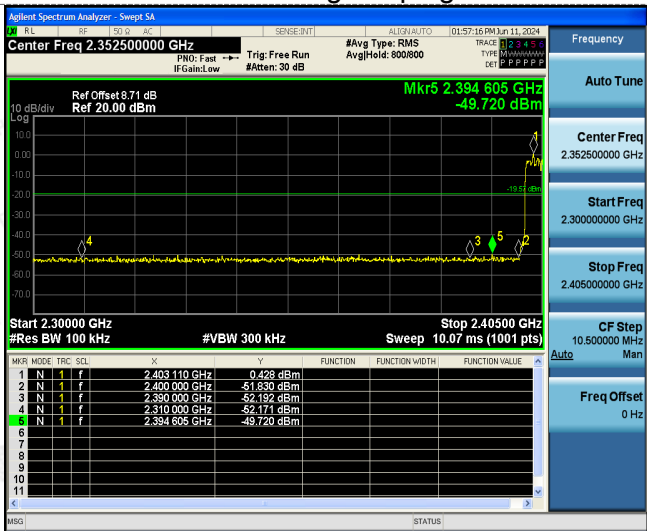 Agilent Spectrum Analyzer - Swept SA
RL RF 50 Ω AC SENSE:INT ALIGN AUTO 01:57:16 PM Jun 11, 2024
Center Freq 2.352500000 GHz
PNO: Fast
IFGain:Low
Trig: Free Run
#Atten: 30 dB
#Avg Type: RMS
Avg|Hold: 800/800
TRACE 1 2 3 4 5 6
TYPE M
DET P P P P P P
Ref Offset 8.71 dB
10 dB/div Ref 20.00 dBm
Log
Mkr5 2.394 605 GHz
-49.720 dBm
10.0
0.00
-10.0
-20.0
-30.0
-40.0
-50.0
-60.0
-70.0
1
-19.57 dBm
4
3
5
2
Start 2.30000 GHz Stop 2.40500 GHz
#Res BW 100 kHz #VBW 300 kHz Sweep 10.07 ms (1001 pts)
MKR MODE TRC SCL X Y FUNCTION FUNCTION WIDTH FUNCTION VALUE
1 N 1 f 2.403 110 GHz 0.428 dBm
2 N 1 f 2.400 000 GHz -51.830 dBm
3 N 1 f 2.390 000 GHz -52.192 dBm
4 N 1 f 2.310 000 GHz -52.171 dBm
5 N 1 f 2.394 605 GHz -49.720 dBm
6
7
8
9
10
11
MSG STATUS
Frequency
Auto Tune
Center Freq
2.352500000 GHz
Start Freq
2.300000000 GHz
Stop Freq
2.405000000 GHz
CF Step
10.500000 MHz
Auto Man
Freq Offset
0 Hz